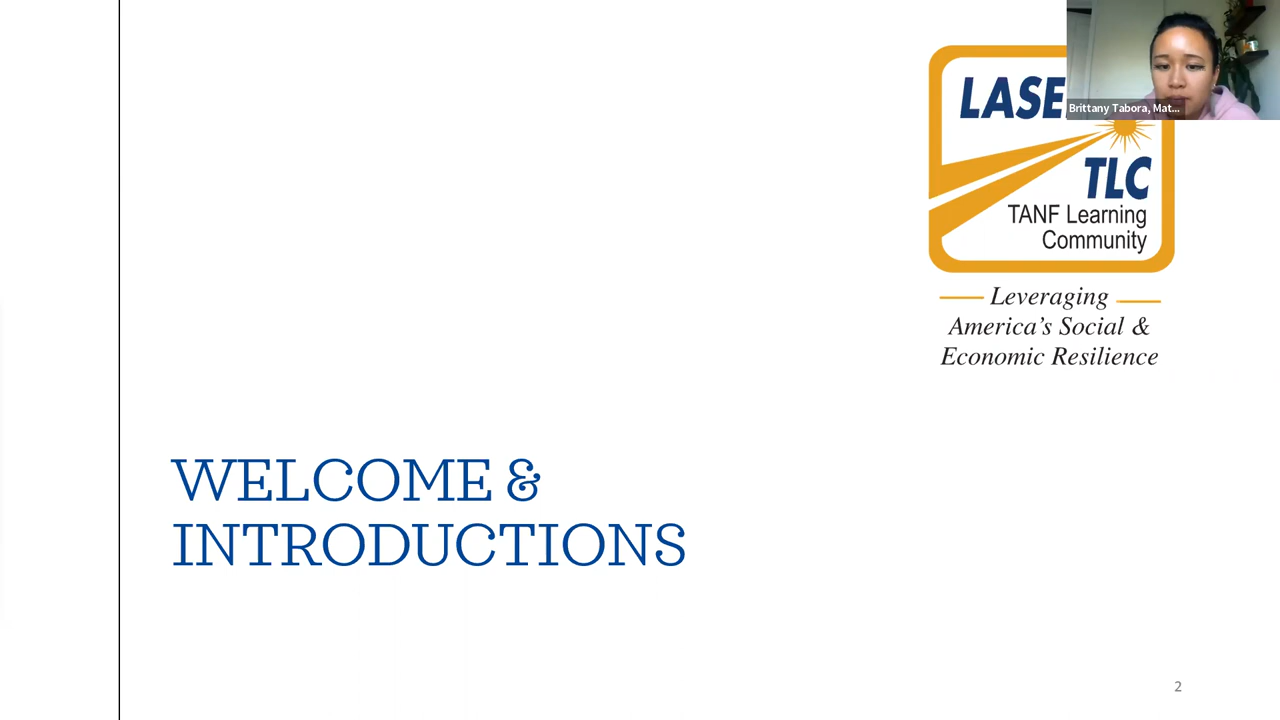 Brittany Tabora, Mat...
LASE
TLC
TANF Learning
Community
Leveraging
America's Social &
Economic Resilience
WELCOME &
INTRODUCTIONS
2